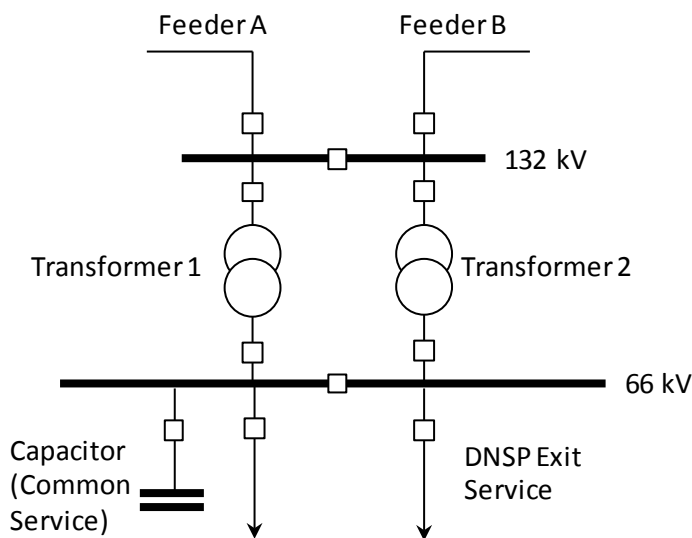 Feeder A
Feeder B
132 kV
Transformer 1
Transformer 2
66 kV
Capacitor
(Common
Service)
DNSP Exit
Service